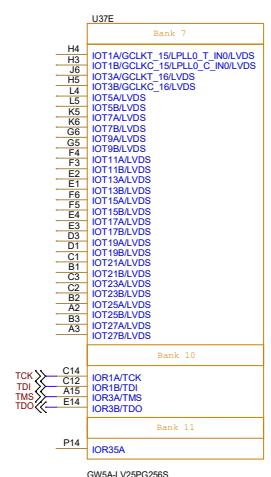 U37E
Bank 7
H4 IOT1A/GCLKT_15/LPLL0_T_IN0/LVDS
H3 IOT1B/GCLKC_15/LPLL0_C_IN0/LVDS
J6 IOT3A/GCLKT_16/LVDS
H5 IOT3B/GCLKC_16/LVDS
L4 IOT5A/LVDS
L5 IOT5B/LVDS
K5 IOT7A/LVDS
K6 IOT7B/LVDS
G6 IOT9A/LVDS
G5 IOT9B/LVDS
F4 IOT11A/LVDS
F3 IOT11B/LVDS
E2 IOT13A/LVDS
E1 IOT13B/LVDS
F6 IOT15A/LVDS
F5 IOT15B/LVDS
E4 IOT17A/LVDS
E3 IOT17B/LVDS
D3 IOT19A/LVDS
D1 IOT19B/LVDS
C1 IOT21A/LVDS
B1 IOT21B/LVDS
C3 IOT23A/LVDS
C2 IOT23B/LVDS
B2 IOT25A/LVDS
A2 IOT25B/LVDS
B3 IOT27A/LVDS
A3 IOT27B/LVDS
Bank 10
TCK C14 IOR1A/TCK
TDI C12 IOR1B/TDI
TMS A15 IOR3A/TMS
TDO E14 IOR3B/TDO
Bank 11
P14 IOR35A
GW5A-LV25PG256S